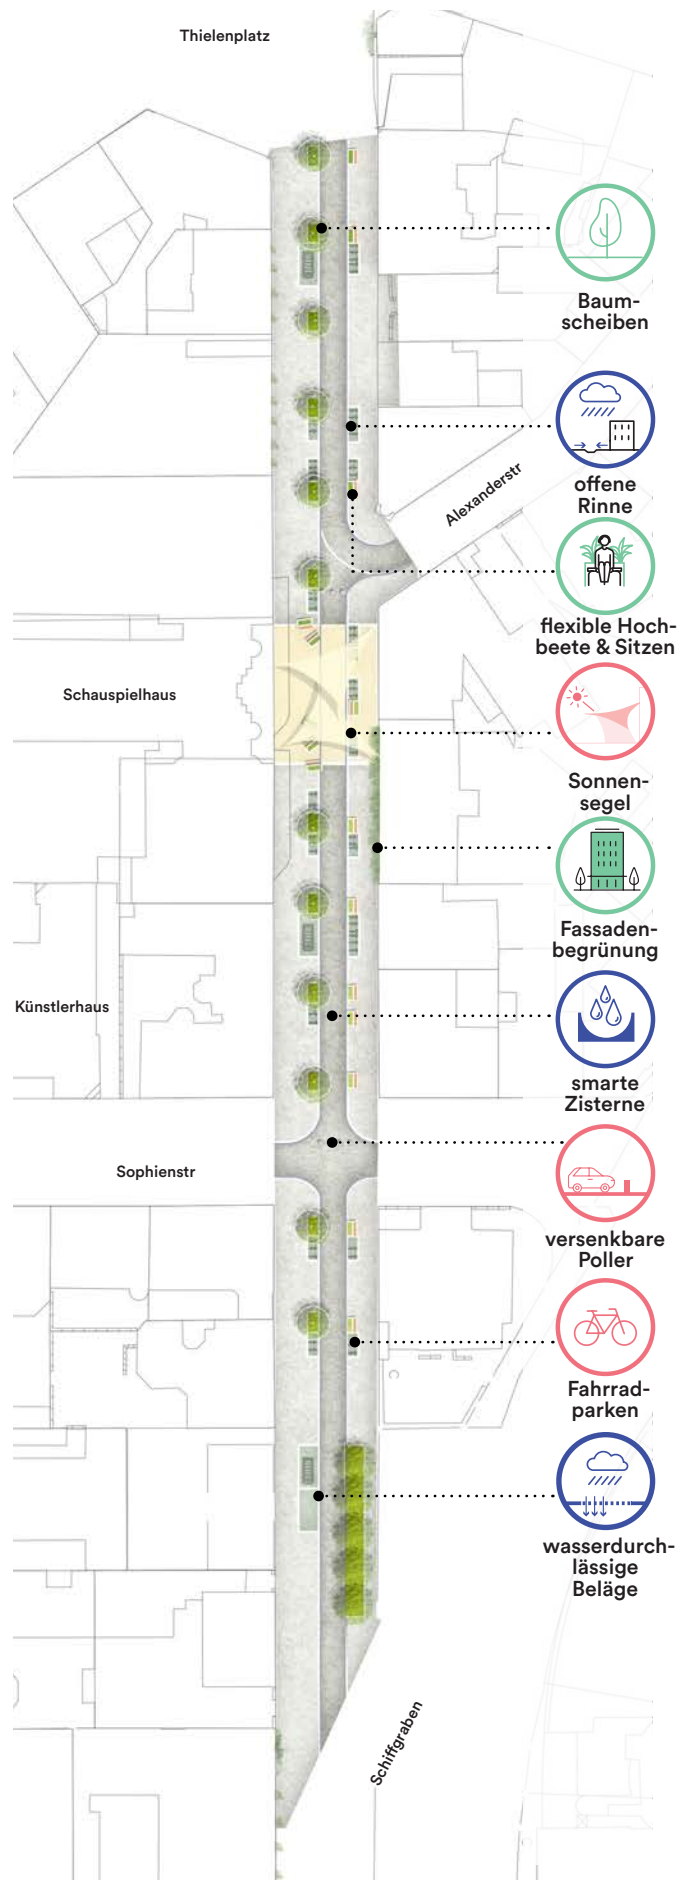 Thielenplatz
Baum-
scheiben
offene
Rinne
Alexanderstr
flexible Hoch-
beete & Sitzen
Schauspielhaus
Sonnen-
segel
Fassaden-
begrünung
Künstlerhaus
smarte
Zisterne
Sophienstr
versenkbare
Poller
Fahrrad-
parken
wasserdurch-
lässige
Beläge
Schiffgraben